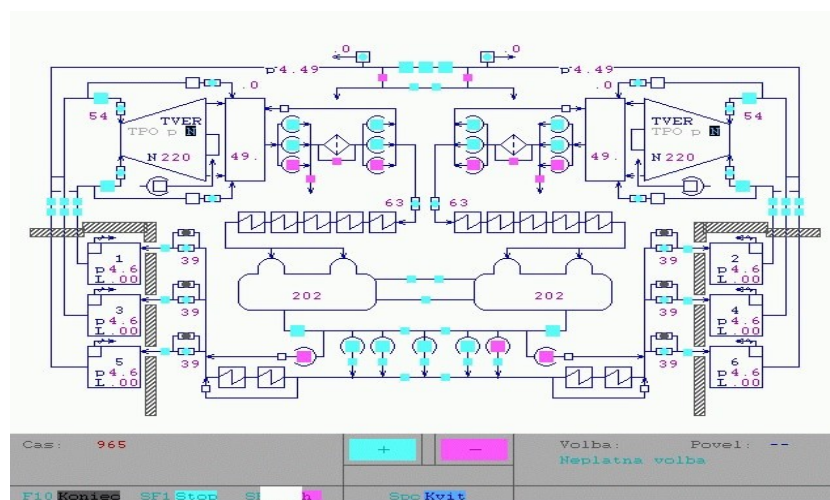 .0 .0
p4.49 p4.49
.0 .0
54 TVER TVER 54
TPO p N TPO p N
N 220 49. 49. N 220
63 63
1 39 39 2
p4.6 p4.6
L.00 L.00
202 202
3 39 39 4
p4.6 p4.6
L.00 L.00
5 39 39 6
p4.6 p4.6
L.00 L.00
Cas: 965 + - Volba: Povel: --
Neplatna volba
F10 Koniec SF1 Stop Spc Kvit